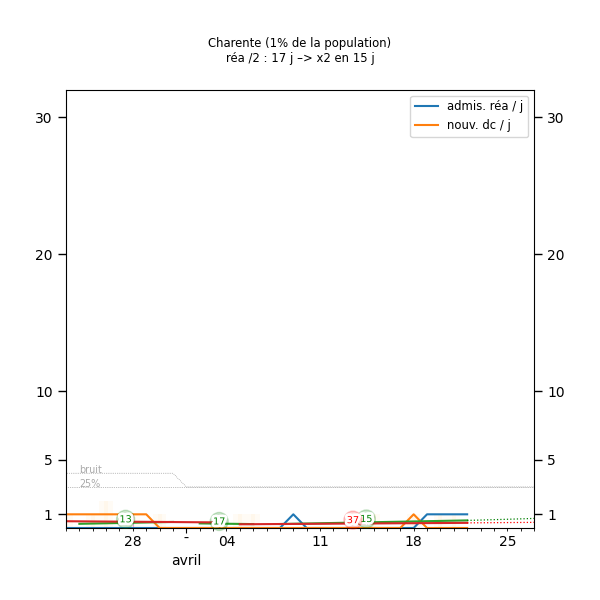 Charente (1% de la population)
réa /2 : 17 j –> x2 en 15 j
admis. réa / j
nouv. dc / j
30 30
20 20
10 10
5 5
bruit
25%
1 1
13 17 37 15
28 - 04 11 18 25
avril